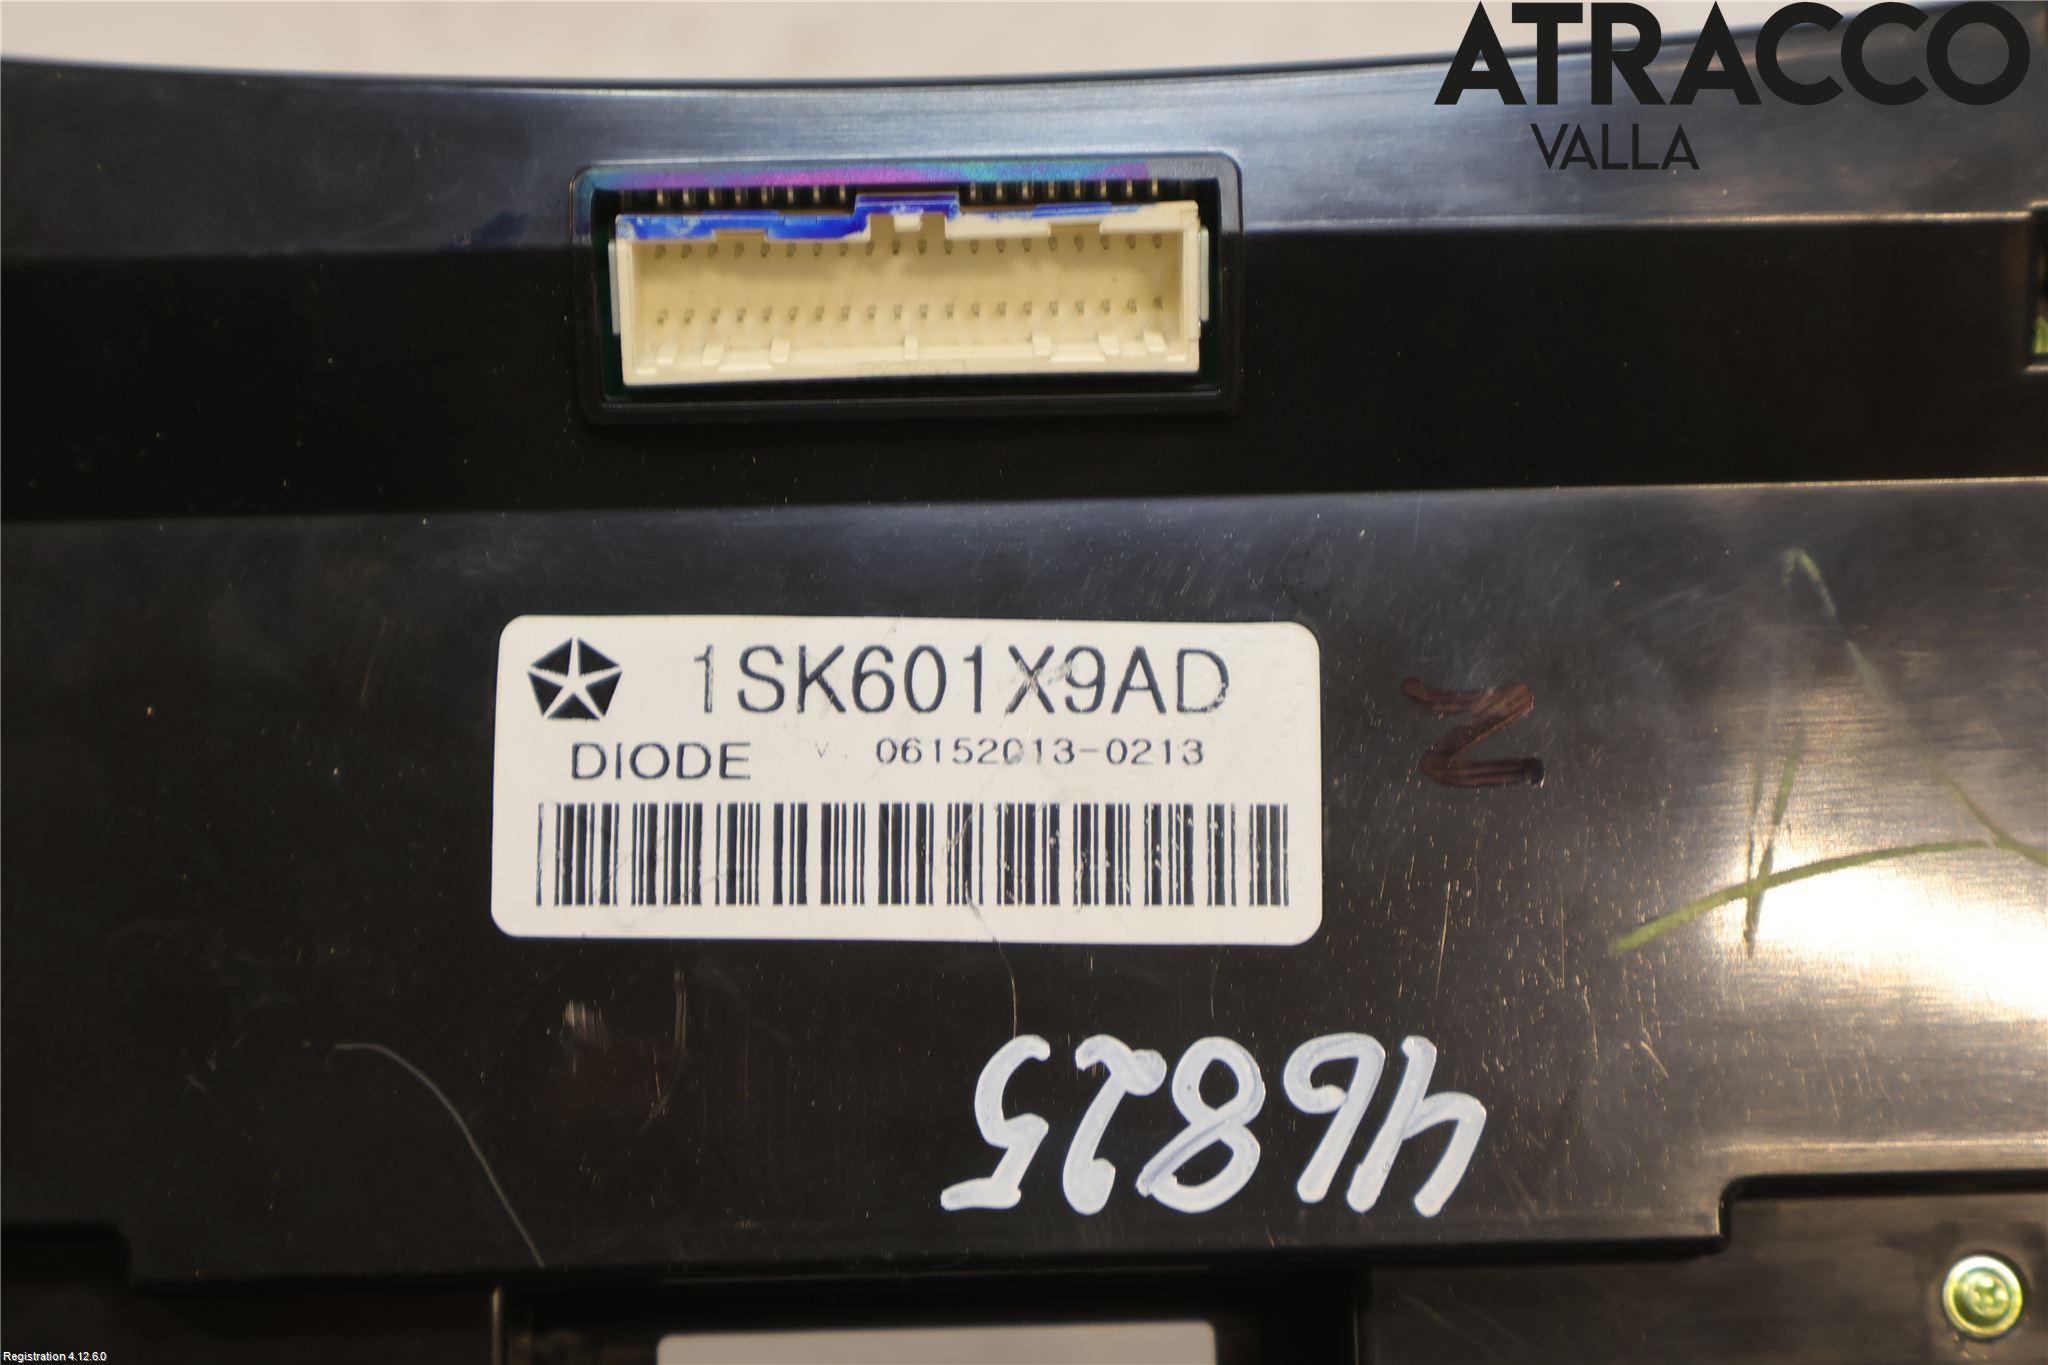 ATRACCO
VALLA
1SK601X9AD
DIODE V. 06152013-0213
N
46825
Registration 4.12.6.0